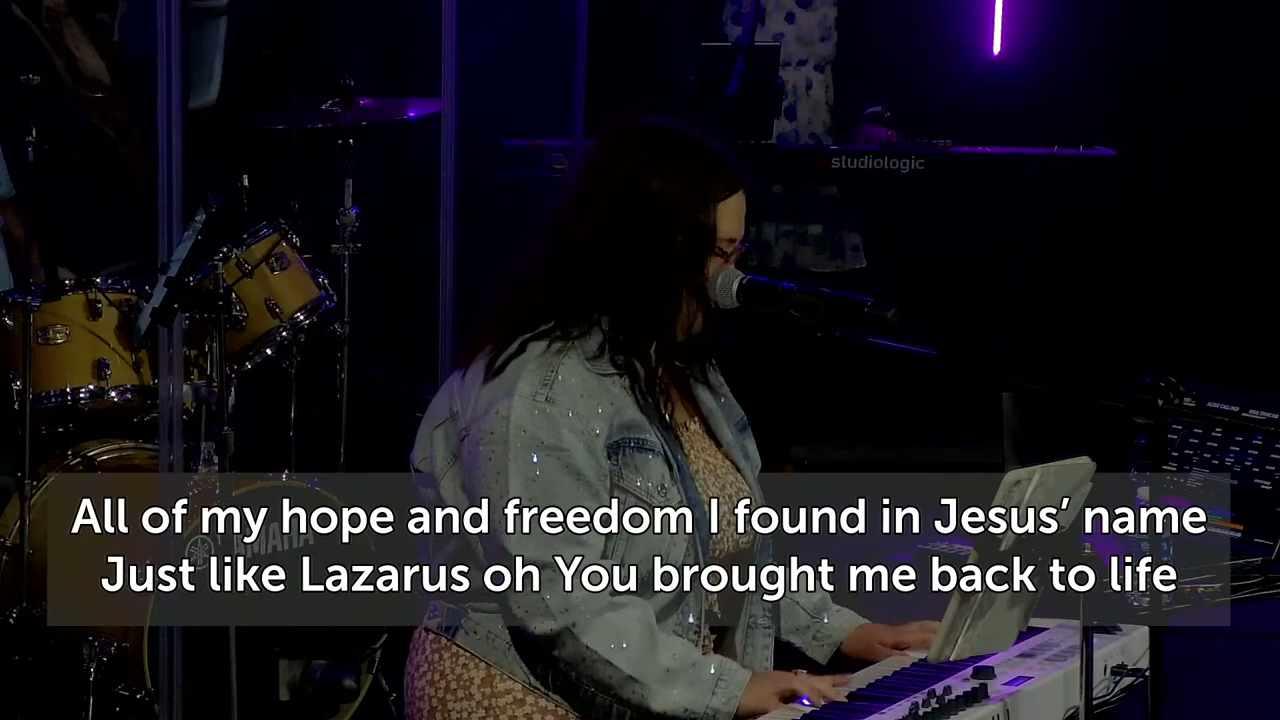 studiologic
All of my hope and freedom I found in Jesus’ name
Just like Lazarus oh You brought me back to life
YAMAHA